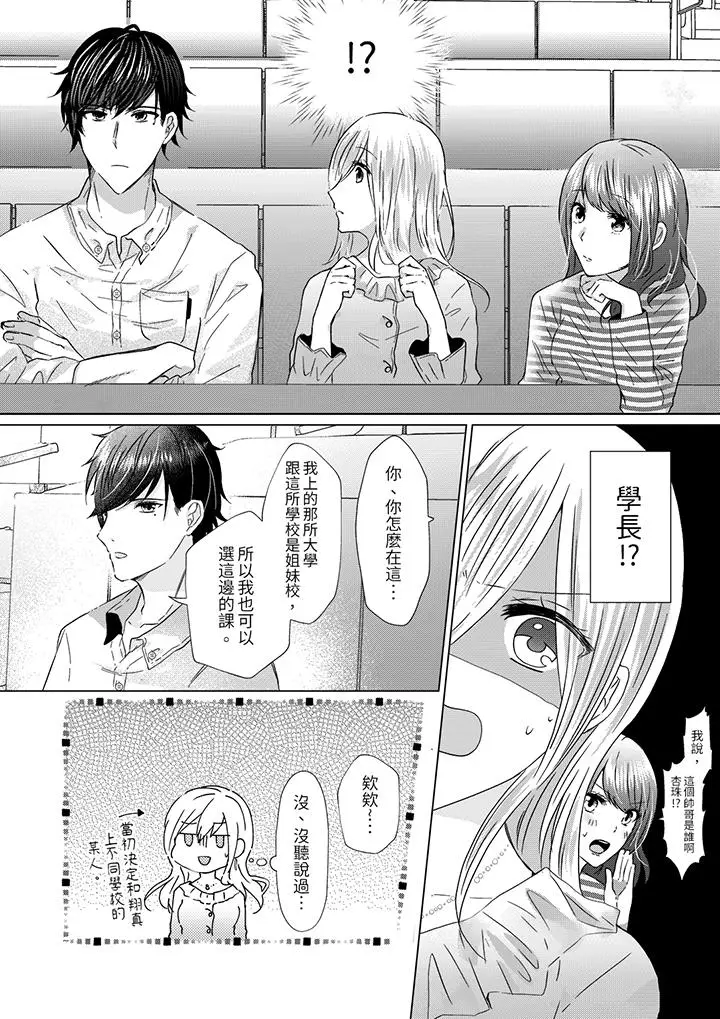 !?
學長!?
我說，
這個帥哥是誰啊
杏珠!?
你、你怎麼在這…
我上的那所大學
跟這所學校是姐妹校，
所以我也可以
選這邊的課。
欸欸~…
沒、沒聽說過…
當初決定和翔真
上不同學校的
某人。